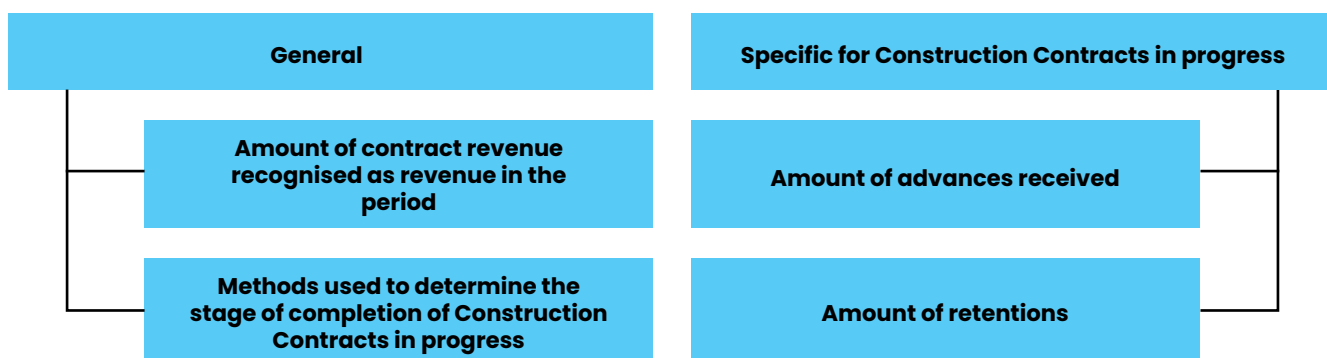 General
Amount of contract revenue
recognised as revenue in the
period
Methods used to determine the
stage of completion of Construction
Contracts in progress
Specific for Construction Contracts in progress
Amount of advances received
Amount of retentions